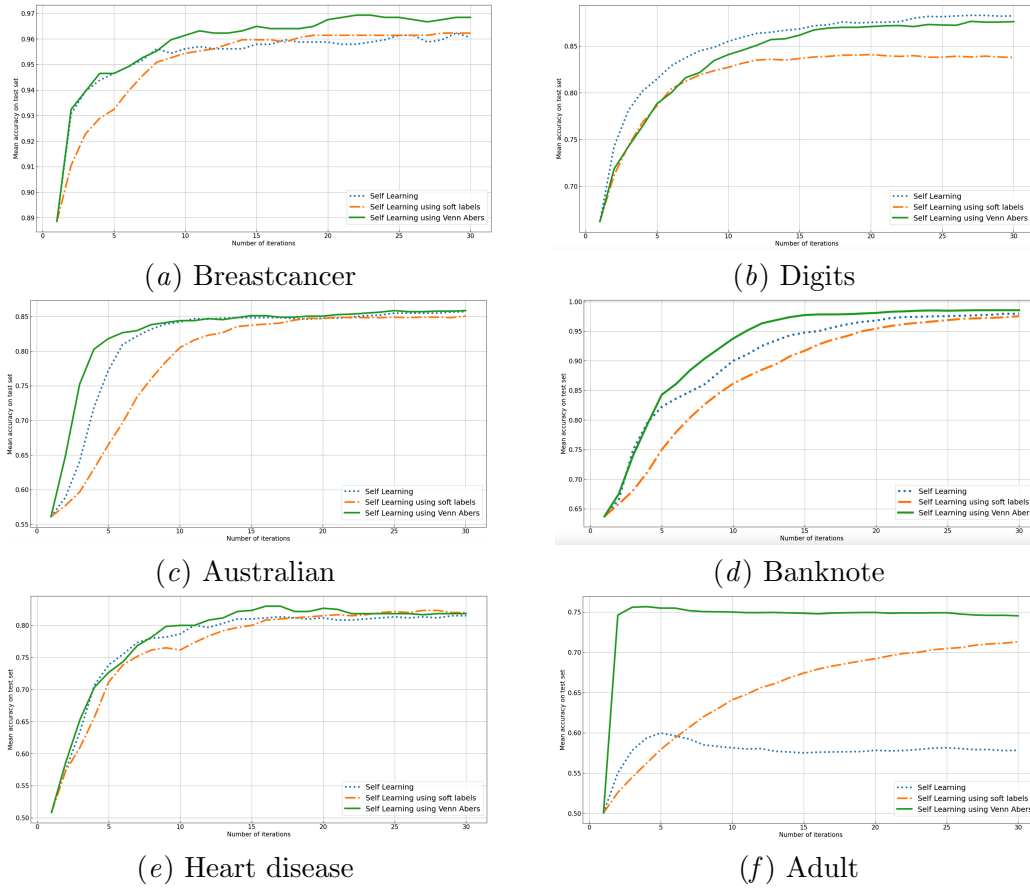 0.97
0.96
0.95
0.94
0.93
0.92
0.91
0.90
0.89
Mean accuracy on test set
Self Learning
Self Learning using soft labels
Self Learning using Venn Abers
0 5 10 15 20 25 30
Number of iterations
(a) Breastcancer
0.85
0.80
0.75
0.70
Mean accuracy on test set
Self Learning
Self Learning using soft labels
Self Learning using Venn Abers
0 5 10 15 20 25 30
Number of iterations
(b) Digits
0.85
0.80
0.75
0.70
0.65
0.60
0.55
Mean accuracy on test set
Self Learning
Self Learning using soft labels
Self Learning using Venn Abers
0 5 10 15 20 25 30
Number of iterations
(c) Australian
1.00
0.95
0.90
0.85
0.80
0.75
0.70
0.65
Mean accuracy on test set
Self Learning
Self Learning using soft labels
Self Learning using Venn Abers
0 5 10 15 20 25 30
Number of iterations
(d) Banknote
0.80
0.75
0.70
0.65
0.60
0.55
0.50
Mean accuracy on test set
Self Learning
Self Learning using soft labels
Self Learning using Venn Abers
0 5 10 15 20 25 30
Number of iterations
(e) Heart disease
0.75
0.70
0.65
0.60
0.55
0.50
Mean accuracy on test set
Self Learning
Self Learning using soft labels
Self Learning using Venn Abers
0 5 10 15 20 25 30
Number of iterations
(f) Adult